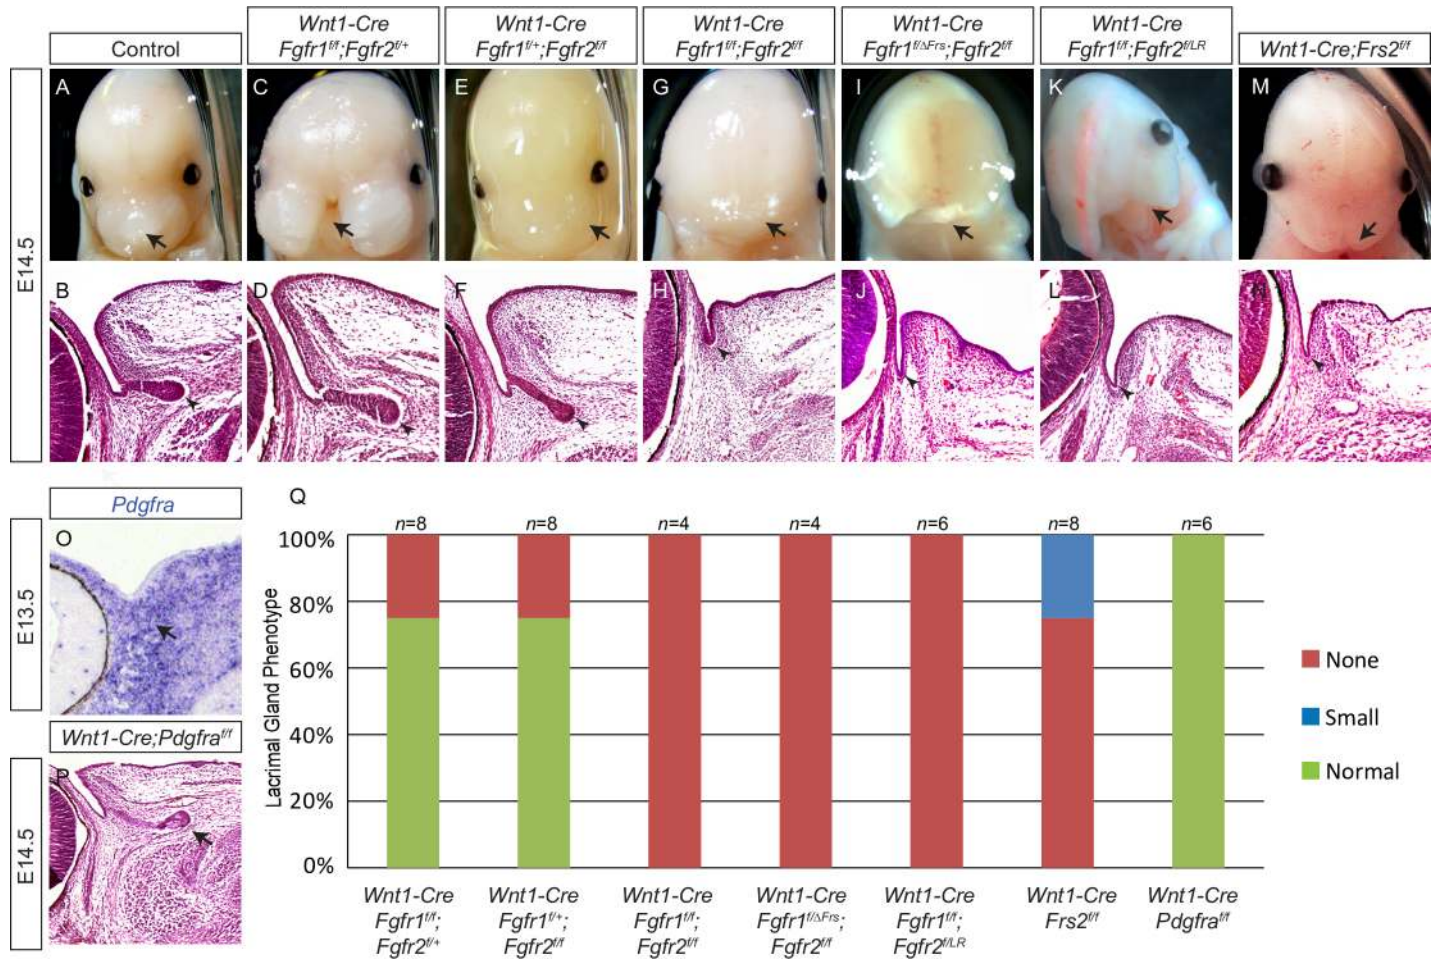 Control
Wnt1-Cre
Fgfr1f/f;Fgfr2f/+
Wnt1-Cre
Fgfr1f/+;Fgfr2f/f
Wnt1-Cre
Fgfr1f/f;Fgfr2f/f
Wnt1-Cre
Fgfr1f/ΔFrs;Fgfr2f/f
Wnt1-Cre
Fgfr1f/f;Fgfr2f/LR
Wnt1-Cre;Frs2f/f
E14.5
A
C
E
G
I
K
M
B
D
F
H
J
L
Pdgfra
E13.5
O
Wnt1-Cre;Pdgfraf/f
E14.5
P
Q
n=8
n=8
n=4
n=4
n=6
n=8
n=6
Lacrimal Gland Phenotype
100%
80%
60%
40%
20%
0%
None
Small
Normal
Wnt1-Cre
Fgfr1f/f;
Fgfr2f/+
Wnt1-Cre
Fgfr1f/+;
Fgfr2f/f
Wnt1-Cre
Fgfr1f/f;
Fgfr2f/f
Wnt1-Cre
Fgfr1f/ΔFrs;
Fgfr2f/f
Wnt1-Cre
Fgfr1f/f;
Fgfr2f/LR
Wnt1-Cre
Frs2f/f
Wnt1-Cre
Pdgfraf/f